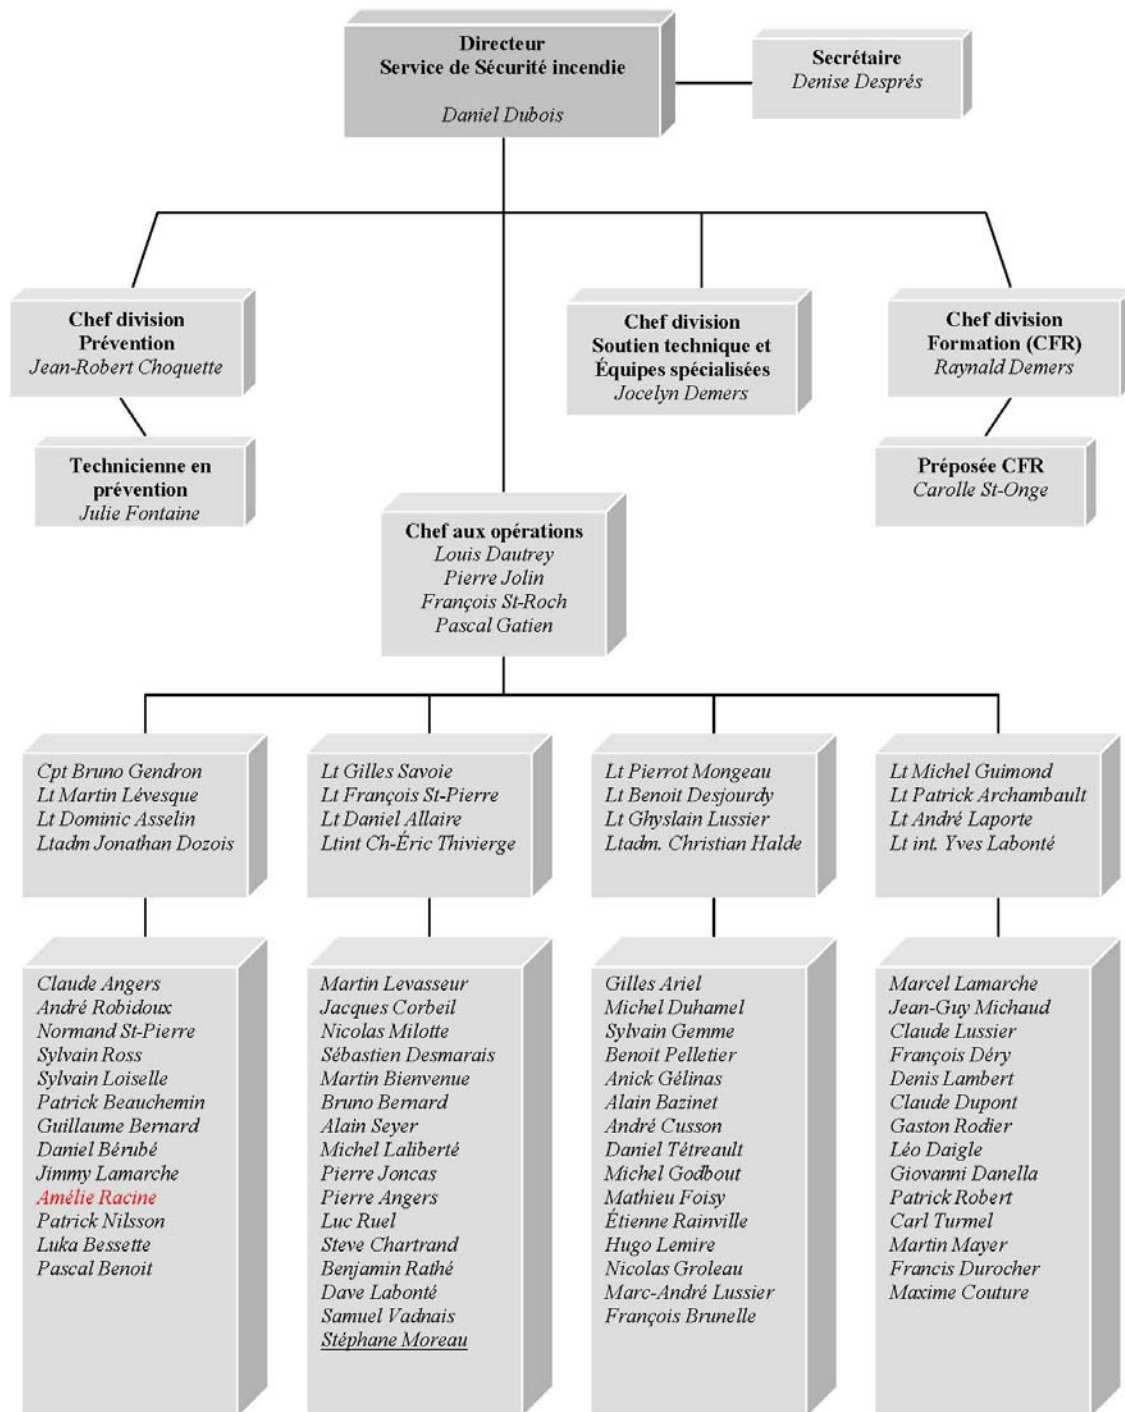 Directeur
Service de Sécurité incendie
Daniel Dubois
Secrétaire
Denise Després
Chef division
Prévention
Jean-Robert Choquette
Chef division
Soutien technique et
Équipes spécialisées
Jocelyn Demers
Chef division
Formation (CFR)
Raynald Demers
Technicienne en
prévention
Julie Fontaine
Préposée CFR
Carolle St-Onge
Chef aux opérations
Louis Dautrey
Pierre Jolin
François St-Roch
Pascal Gatien
Cpt Bruno Gendron
Lt Martin Lévesque
Lt Dominic Asselin
Ltadm Jonathan Dozois
Lt Gilles Savoie
Lt François St-Pierre
Lt Daniel Allaire
Ltint Ch-Éric Thivierge
Lt Pierrot Mongeau
Lt Benoit Desjourdy
Lt Ghyslain Lussier
Ltadm. Christian Halde
Lt Michel Guimond
Lt Patrick Archambault
Lt André Laporte
Lt int. Yves Labonté
Claude Angers
André Robidoux
Normand St-Pierre
Sylvain Ross
Sylvain Loiselle
Patrick Beauchemin
Guillaume Bernard
Daniel Bérubé
Jimmy Lamarche
Amélie Racine
Patrick Nilsson
Luka Bessette
Pascal Benoit
Martin Levasseur
Jacques Corbeil
Nicolas Milotte
Sébastien Desmarais
Martin Bienvenue
Bruno Bernard
Alain Seyer
Michel Laliberté
Pierre Joncas
Pierre Angers
Luc Ruel
Steve Chartrand
Benjamin Rathé
Dave Labonté
Samuel Vadnais
Stéphane Moreau
Gilles Ariel
Michel Duhamel
Sylvain Gemme
Benoit Pelletier
Anick Gélinas
Alain Bazinet
André Cusson
Daniel Tétreault
Michel Godbout
Mathieu Foisy
Étienne Rainville
Hugo Lemire
Nicolas Groleau
Marc-André Lussier
François Brunelle
Marcel Lamarche
Jean-Guy Michaud
Claude Lussier
François Déry
Denis Lambert
Claude Dupont
Gaston Rodier
Léo Daigle
Giovanni Danella
Patrick Robert
Carl Turmel
Martin Mayer
Francis Durocher
Maxime Couture